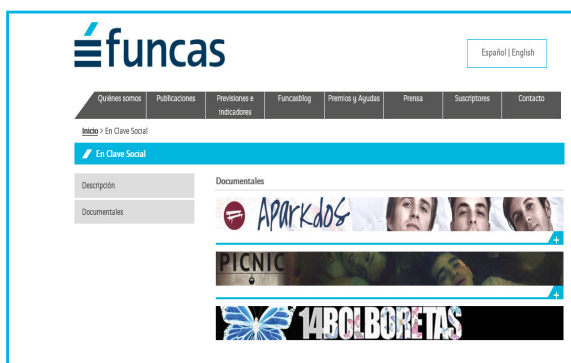 funcas
Español | English
Quiénes somos
Publicaciones
Previsiones e
indicadores
Funcasblog
Premios y Ayudas
Prensa
Suscriptores
Contacto
Inicio > En Clave Social
En Clave Social
Descripción
Documentales
Documentales
APARKdOS
+
PICNIC
+
14BOLBORETAS